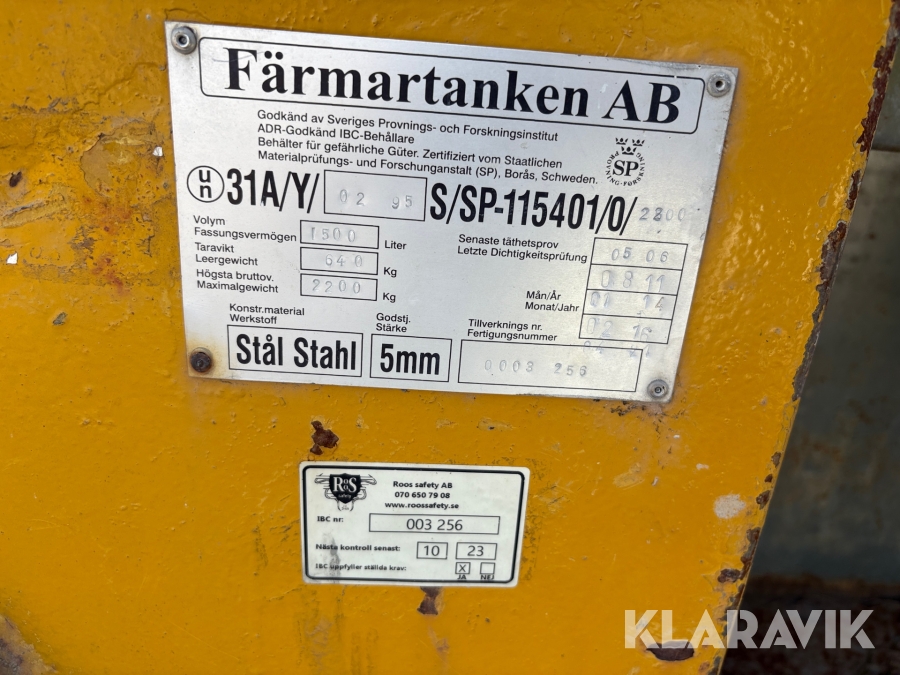 Färmartanken AB
Godkänd av Sveriges Provnings- och Forskningsinstitut
ADR-Godkänd IBC-Behållare
Behälter für gefährliche Güter. Zertifiziert vom Staatlichen
Materialprüfungs- und Forschungsanstalt (SP), Borås, Schweden.
SP
un 31A/Y/ 02 95 S/SP-115401/0/ 2200
Volym
Fassungsvermögen 1500 Liter
Taravikt
Leergewicht 640 Kg
Högsta bruttov.
Maximalgewicht 2200 Kg
Senaste täthetsprov
Letzte Dichtigkeitsprüfung 05 06
08 11
Mån/År
Monat/Jahr 14
02 16
Konstr.material
Werkstoff
Stål Stahl
Godstj.
Stärke
5mm
Tillverknings nr.
Fertigungsnummer
0003 256
RoS
safety
Roos safety AB
070 650 79 08
www.roossafety.se
IBC nr: 003 256
Nästa kontroll senast: 10 23
IBC uppfyller ställda krav: X
JA NEJ
KLARAVIK